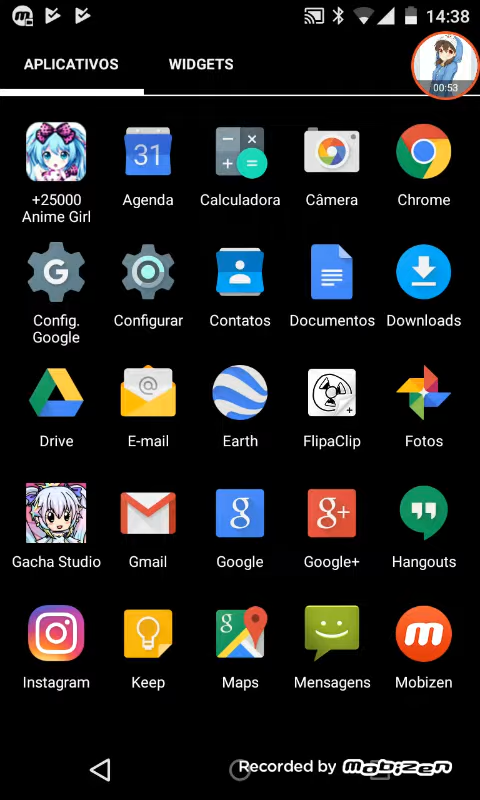 14:38
APLICATIVOS WIDGETS
00:53
31
+25000 Anime Girl
Agenda
Calculadora
Câmera
Chrome
G
Config. Google
Configurar
Contatos
Documentos
Downloads
@
Drive
E-mail
Earth
FlipaClip
Fotos
g
g+
Gacha Studio
Gmail
Google
Google+
Hangouts
g
m
Instagram
Keep
Maps
Mensagens
Mobizen
Recorded by Mobizen